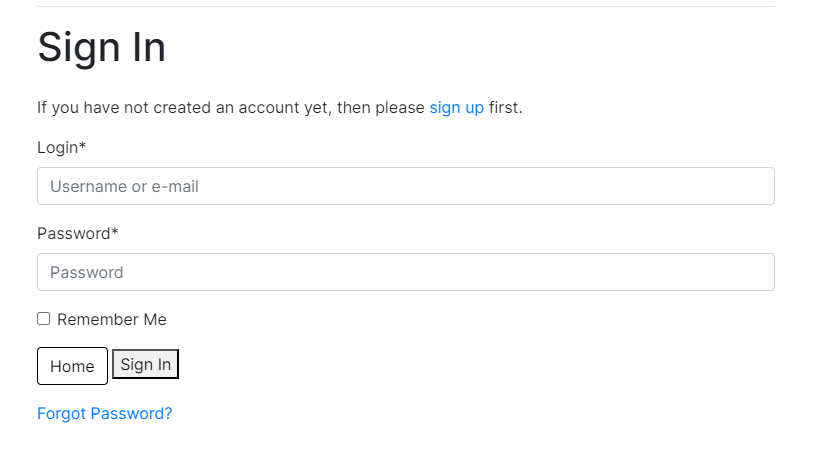 Sign In
If you have not created an account yet, then please sign up first.
Login*
Username or e-mail
Password*
Password
Remember Me
Home Sign In
Forgot Password?